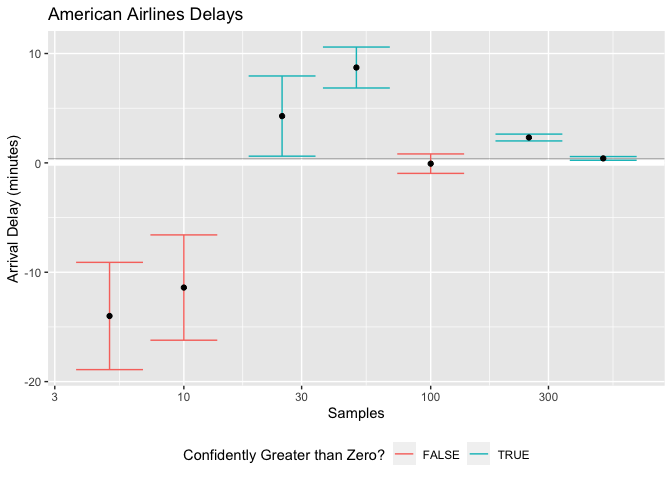 American Airlines Delays
Arrival Delay (minutes)
10
0
-10
-20
3
10
30
100
300
Samples
Confidently Greater than Zero? FALSE TRUE